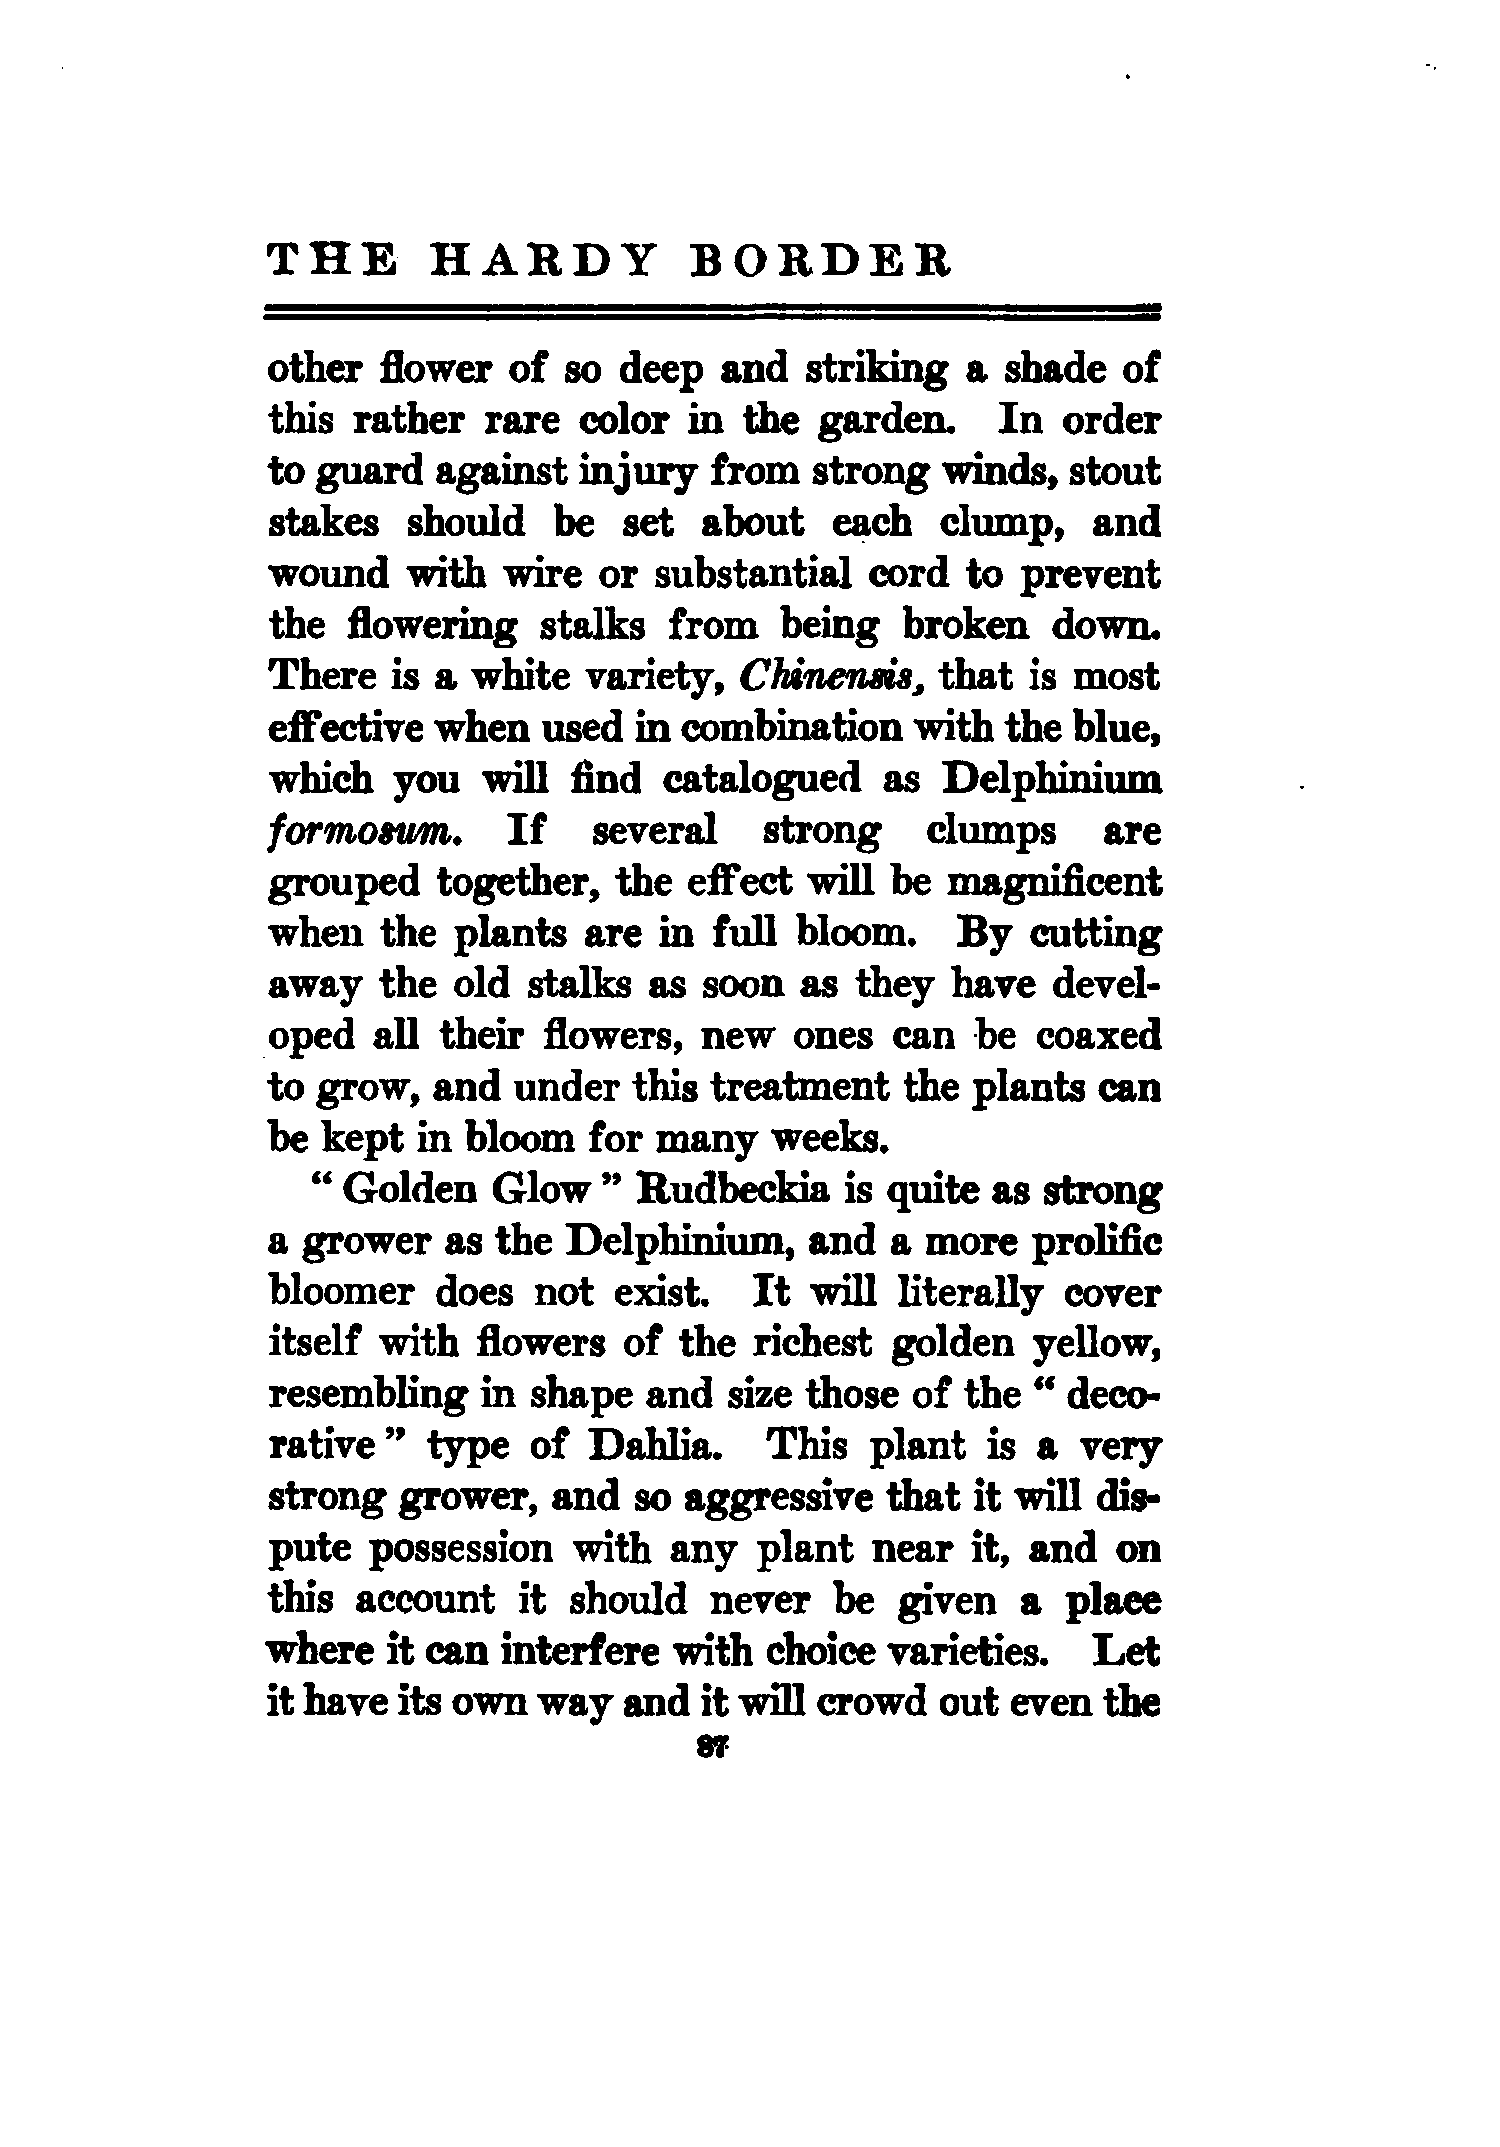 THE HARDY BORDER
other flower of so deep and striking a shade of
this rather rare color in the garden. In order
to guard against injury from strong winds, stout
stakes should be set about each clump, and
wound with wire or substantial cord to prevent
the flowering stalks from being broken down.
There is a white variety, Chinensis, that is most
effective when used in combination with the blue,
which you will find catalogued as Delphinium
formosum. If several strong clumps are
grouped together, the effect will be magnificent
when the plants are in full bloom. By cutting
away the old stalks as soon as they have devel-
oped all their flowers, new ones can be coaxed
to grow, and under this treatment the plants can
be kept in bloom for many weeks.
“ Golden Glow ” Rudbeckia is quite as strong
a grower as the Delphinium, and a more prolific
bloomer does not exist. It will literally cover
itself with flowers of the richest golden yellow,
resembling in shape and size those of the “ deco-
rative ” type of Dahlia. This plant is a very
strong grower, and so aggressive that it will dis-
pute possession with any plant near it, and on
this account it should never be given a place
where it can interfere with choice varieties. Let
it have its own way and it will crowd out even the
87